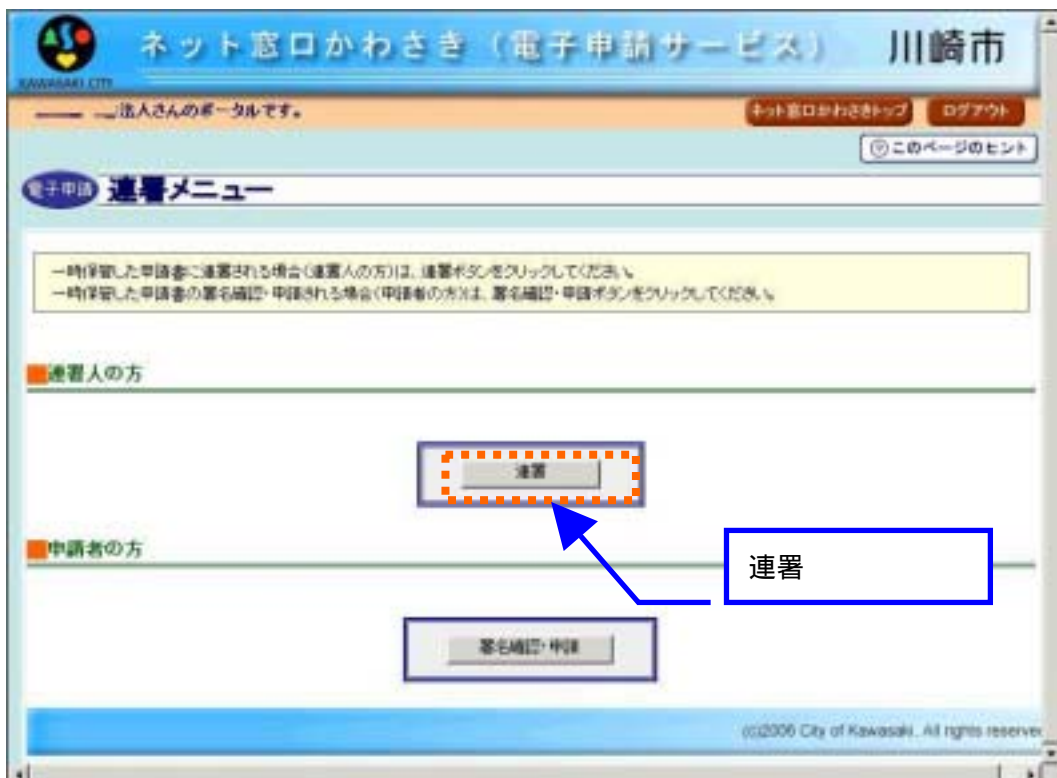 ネット窓口かわさき（電子申請サービス） 川崎市
KAWASAKI CITY
法人さんのポータルです。 ネット窓口かわさきトップ ログアウト
このページのヒント
電子申請 連署メニュー
一時保管した申請書に連署される場合(連署人の方)は、連署ボタンをクリックしてください。
一時保管した申請書の署名確認・申請される場合(申請者の方)は、署名確認・申請ボタンをクリックしてください。
連署人の方
連署
申請者の方
連署
署名確認・申請
(c)2006 City of Kawasaki. All rights reserve